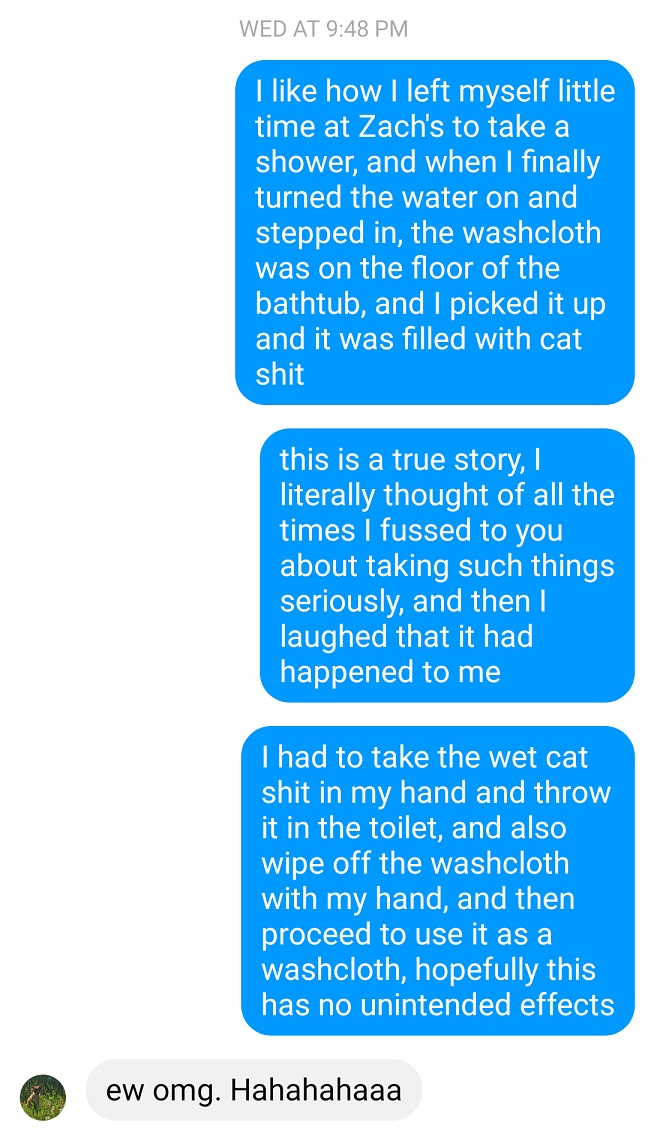 WED AT 9:48 PM
I like how I left myself little
time at Zach's to take a
shower, and when I finally
turned the water on and
stepped in, the washcloth
was on the floor of the
bathtub, and I picked it up
and it was filled with cat
shit
this is a true story, I
literally thought of all the
times I fussed to you
about taking such things
seriously, and then I
laughed that it had
happened to me
I had to take the wet cat
shit in my hand and throw
it in the toilet, and also
wipe off the washcloth
with my hand, and then
proceed to use it as a
washcloth, hopefully this
has no unintended effects
ew omg. Hahahahaaa